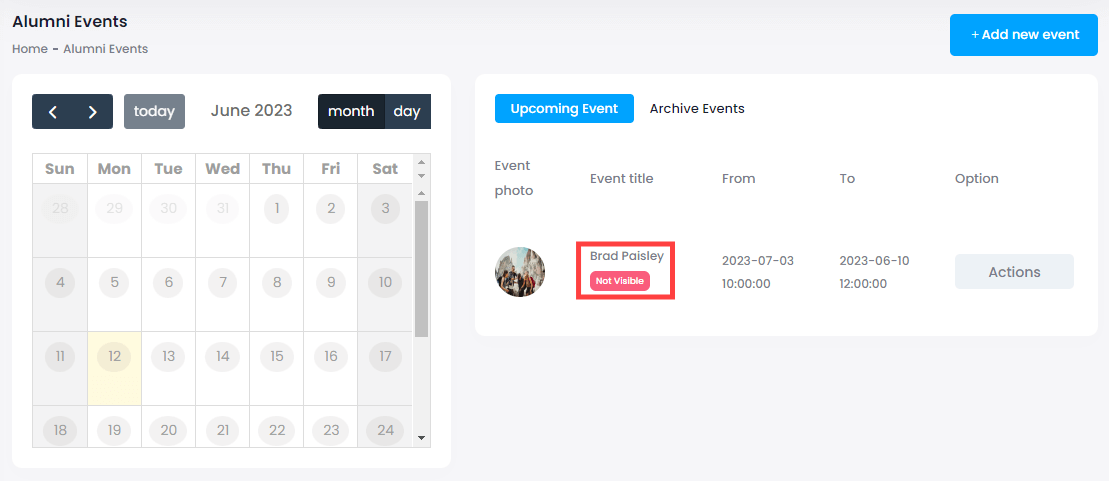 Alumni Events
Home - Alumni Events
+ Add new event
today
June 2023
month
day
Sun Mon Tue Wed Thu Fri Sat
28 29 30 31 1 2 3
4 5 6 7 8 9 10
11 12 13 14 15 16 17
18 19 20 21 22 23 24
Upcoming Event
Archive Events
Event
photo
Event title
From
To
Option
Brad Paisley
Not Visible
2023-07-03
10:00:00
2023-06-10
12:00:00
Actions